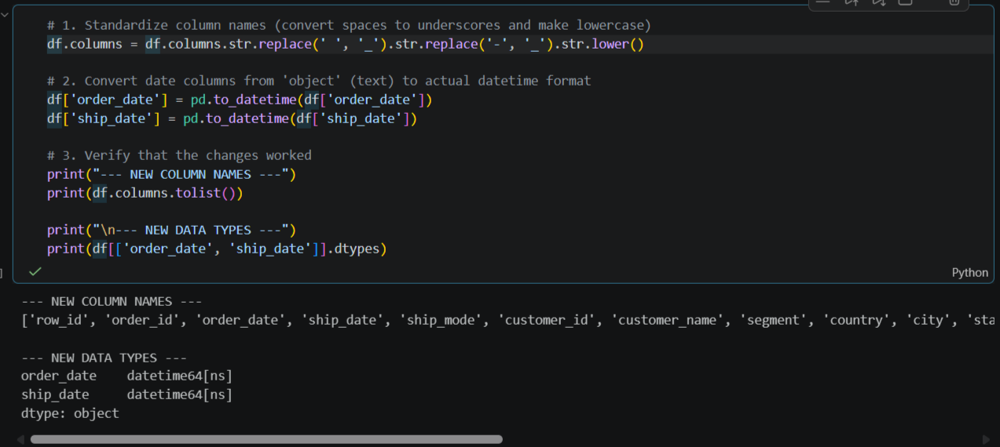 # 1. Standardize column names (convert spaces to underscores and make lowercase)
df.columns = df.columns.str.replace(' ', '_').str.replace('-', '_').str.lower()
# 2. Convert date columns from 'object' (text) to actual datetime format
df['order_date'] = pd.to_datetime(df['order_date'])
df['ship_date'] = pd.to_datetime(df['ship_date'])
# 3. Verify that the changes worked
print("--- NEW COLUMN NAMES ---")
print(df.columns.tolist())
print("\n--- NEW DATA TYPES ---")
print(df[['order_date', 'ship_date']].dtypes)
]
Python
--- NEW COLUMN NAMES ---
['row_id', 'order_id', 'order_date', 'ship_date', 'ship_mode', 'customer_id', 'customer_name', 'segment', 'country', 'city', 'sta
--- NEW DATA TYPES ---
order_date    datetime64[ns]
ship_date     datetime64[ns]
dtype: object